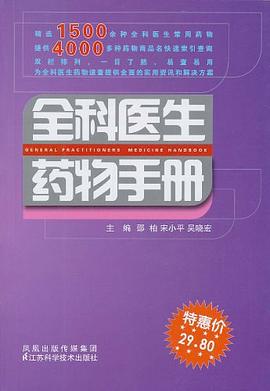 精选1500余种全科医生常用药物
提供4000多种药物商品名快速索引查询
双栏排列，一目了然，易查易用
为全科医生药物速查提供全面的实用资讯和解决方案
全科医生
GENERAL PRACTITIONERS MEDICINE HANDBOOK
药物手册
主编 邵柏 宋小平 吴晓宏
特惠价
29.80
凤凰出版传媒集团
江苏科学技术出版社